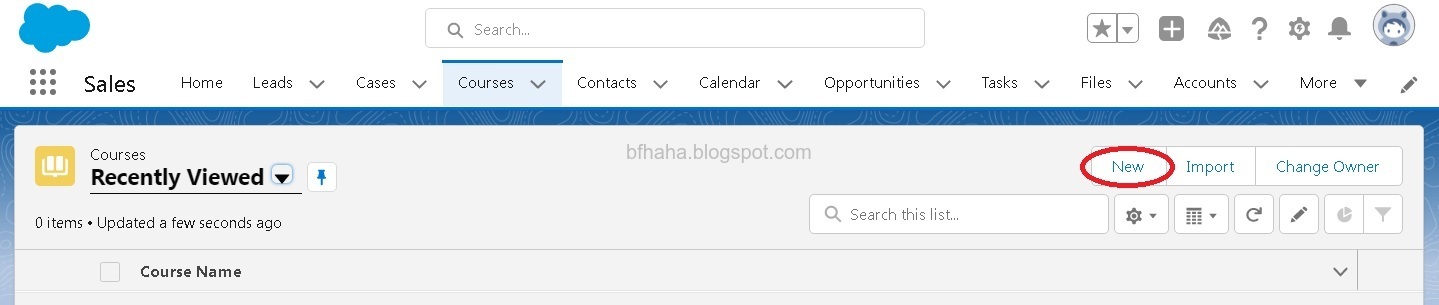 Search...
Sales Home Leads Cases Courses Contacts Calendar Opportunities Tasks Files Accounts More
Courses
Recently Viewed
bfhaha.blogspot.com
New Import Change Owner
0 items • Updated a few seconds ago
Search this list...
Course Name